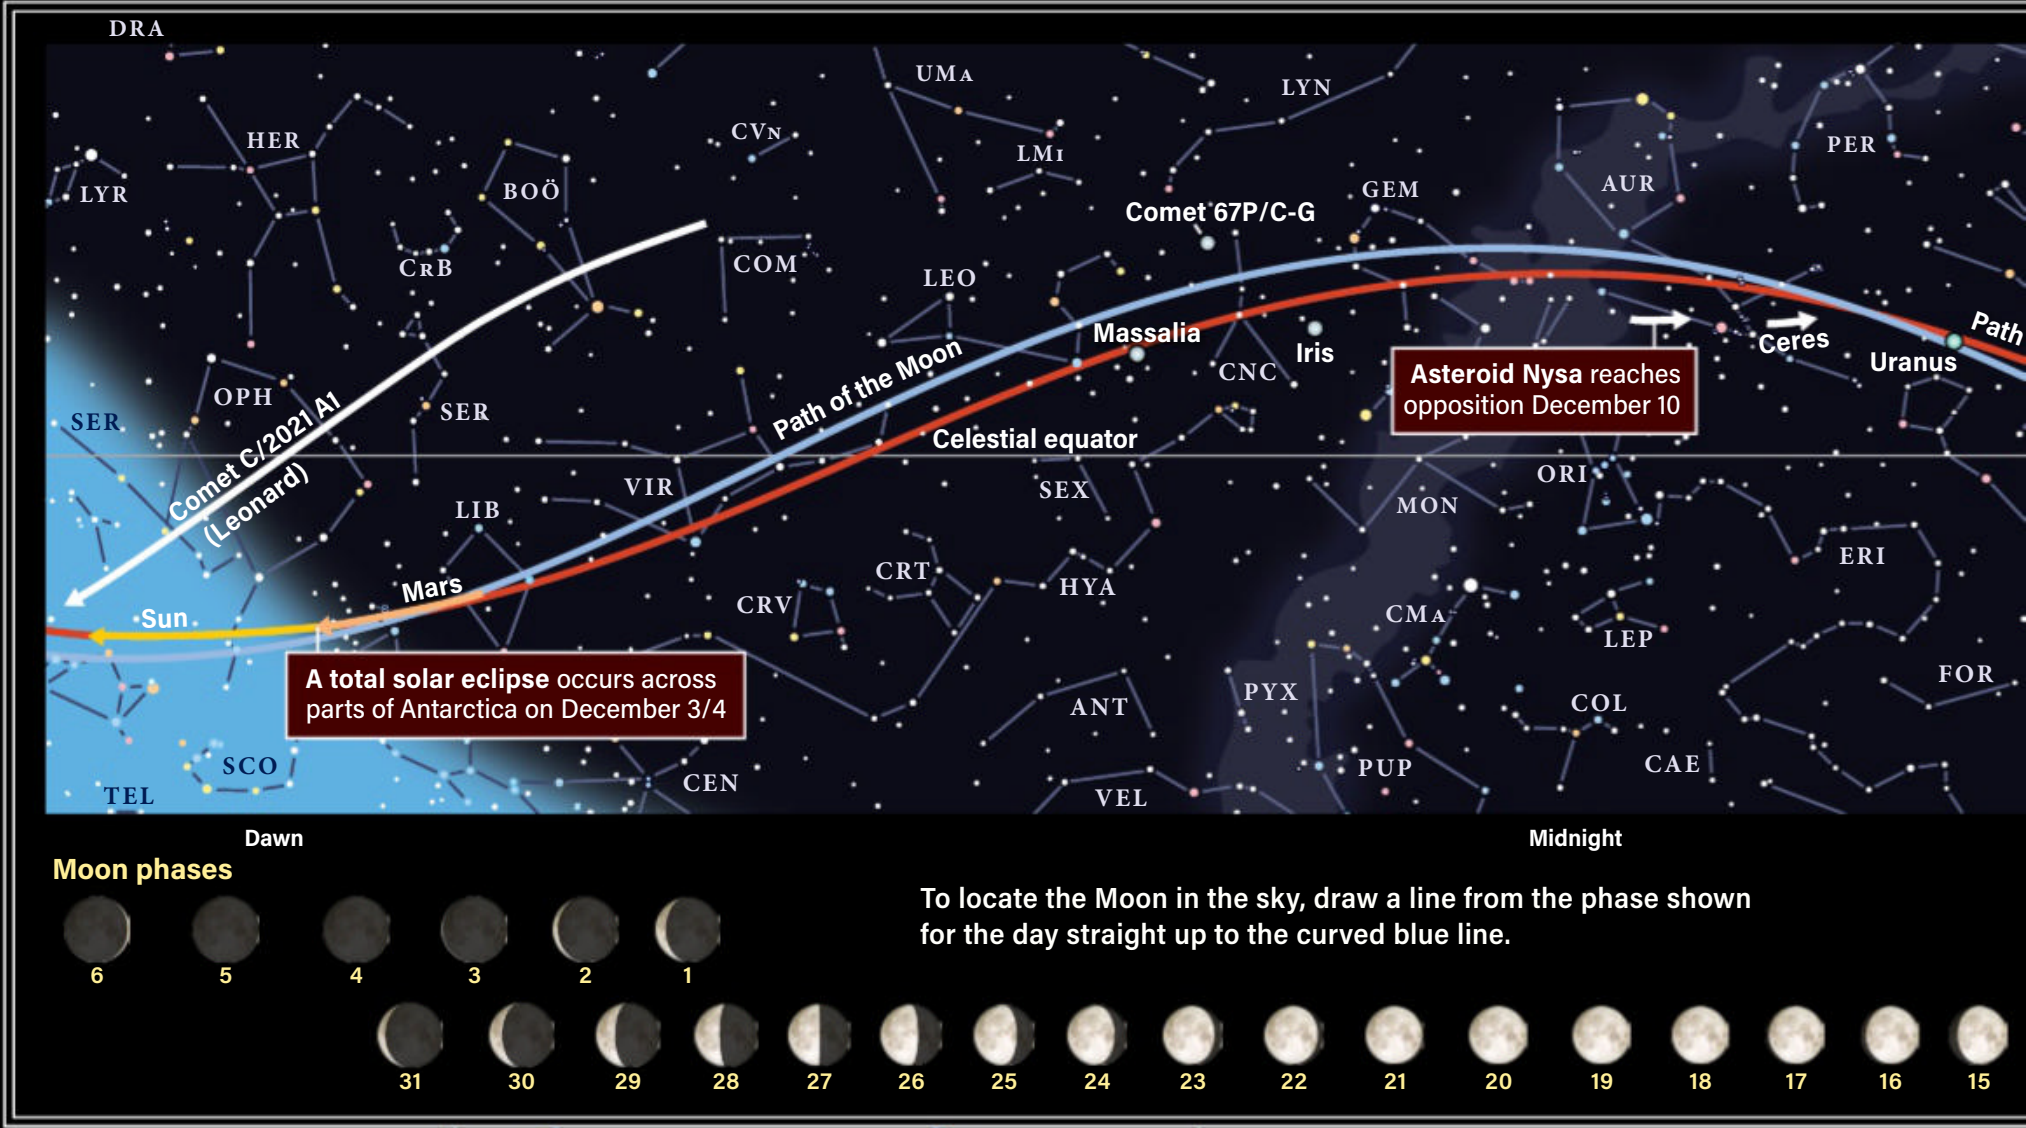 DRA
UMA
LYN
HER
CVN
LMI
PER
LYR
BOÖ
GEM
AUR
Comet 67P/C-G
CRB
COM
LEO
Path of the Moon
Massalia
Iris
Ceres
Uranus
Path
OPH
SER
SER
CNC
Asteroid Nysa reaches
opposition December 10
Comet C/2021 A1
(Leonard)
Celestial equator
VIR
LIB
SEX
MON
ORI
ERI
Mars
CRT
CRV
HYA
CMA
LEP
Sun
A total solar eclipse occurs across
parts of Antarctica on December 3/4
ANT
PYX
COL
FOR
SCO
TEL
CEN
VEL
PUP
CAE
Dawn
Midnight
Moon phases
To locate the Moon in the sky, draw a line from the phase shown
for the day straight up to the curved blue line.
6 5 4 3 2 1
31 30 29 28 27 26 25 24 23 22 21 20 19 18 17 16 15